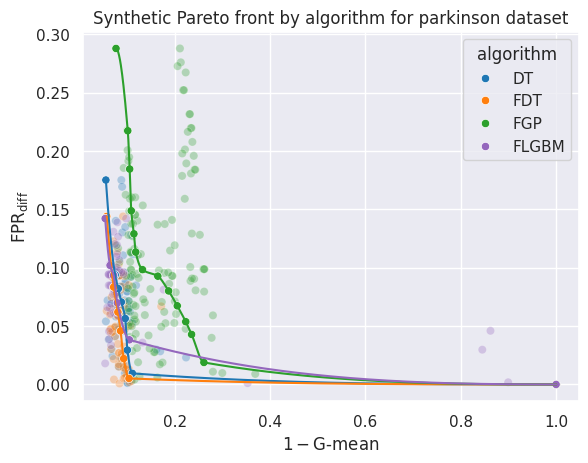 Synthetic Pareto front by algorithm for parkinson dataset
algorithm
DT
FDT
FGP
FLGBM
0.30
0.25
0.20
0.15
0.10
0.05
0.00
FPRdiff
0.2
0.4
0.6
0.8
1.0
1 − G-mean